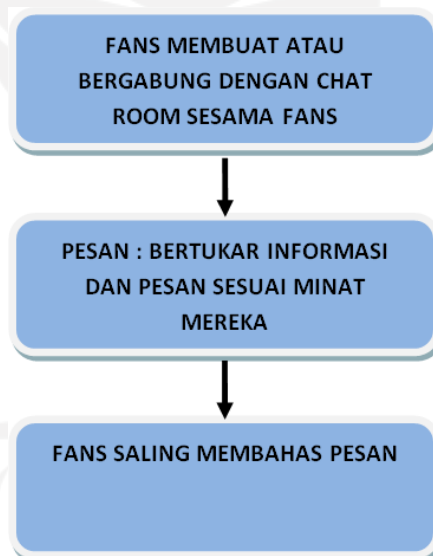 FANS MEMBUAT ATAU
BERGABUNG DENGAN CHAT
ROOM SESAMA FANS
PESAN : BERTUKAR INFORMASI
DAN PESAN SESUAI MINAT
MEREKA
FANS SALING MEMBAHAS PESAN